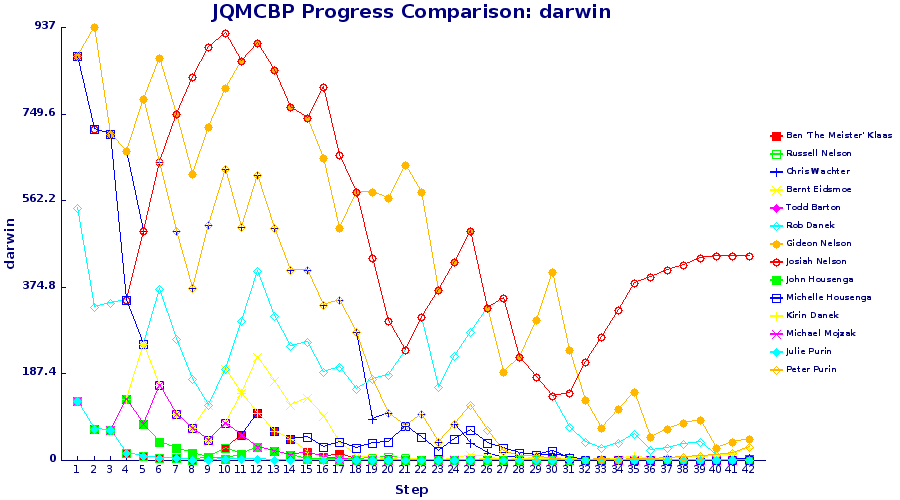 JQMCBP Progress Comparison: darwin
937
749.6
562.2
374.8
187.4
0
darwin
1 2 3 4 5 6 7 8 9 10 11 12 13 14 15 16 17 18 19 20 21 22 23 24 25 26 27 28 29 30 31 32 33 34 35 36 37 38 39 40 41 42
Step
Ben 'The Meister' Klaas
Russell Nelson
Chris Wachter
Bernt Eidsmoe
Todd Barton
Rob Danek
Gideon Nelson
Josiah Nelson
John Housenga
Michelle Housenga
Kirin Danek
Michael Mojzak
Julie Purin
Peter Purin